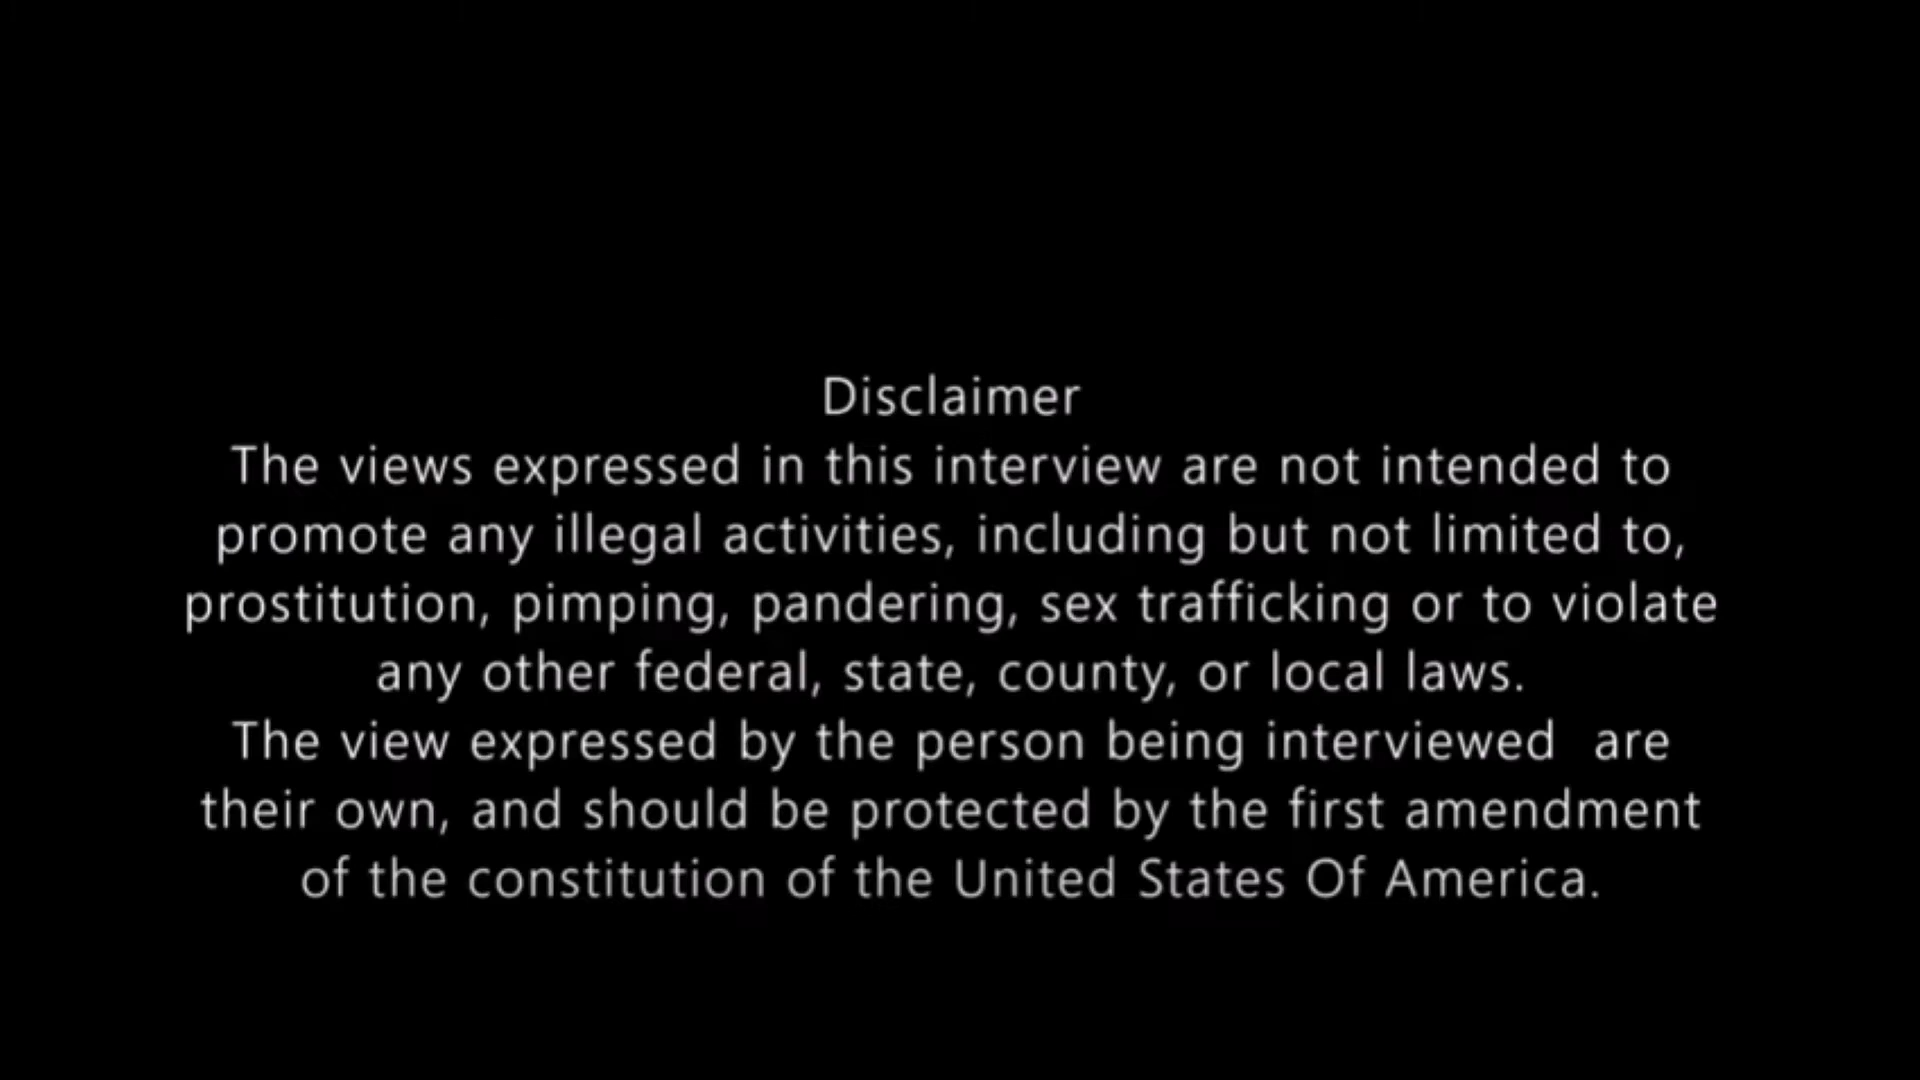 Disclaimer
The views expressed in this interview are not intended to
promote any illegal activities, including but not limited to,
prostitution, pimping, pandering, sex trafficking or to violate
any other federal, state, county, or local laws.
The view expressed by the person being interviewed  are
their own, and should be protected by the first amendment
of the constitution of the United States Of America.